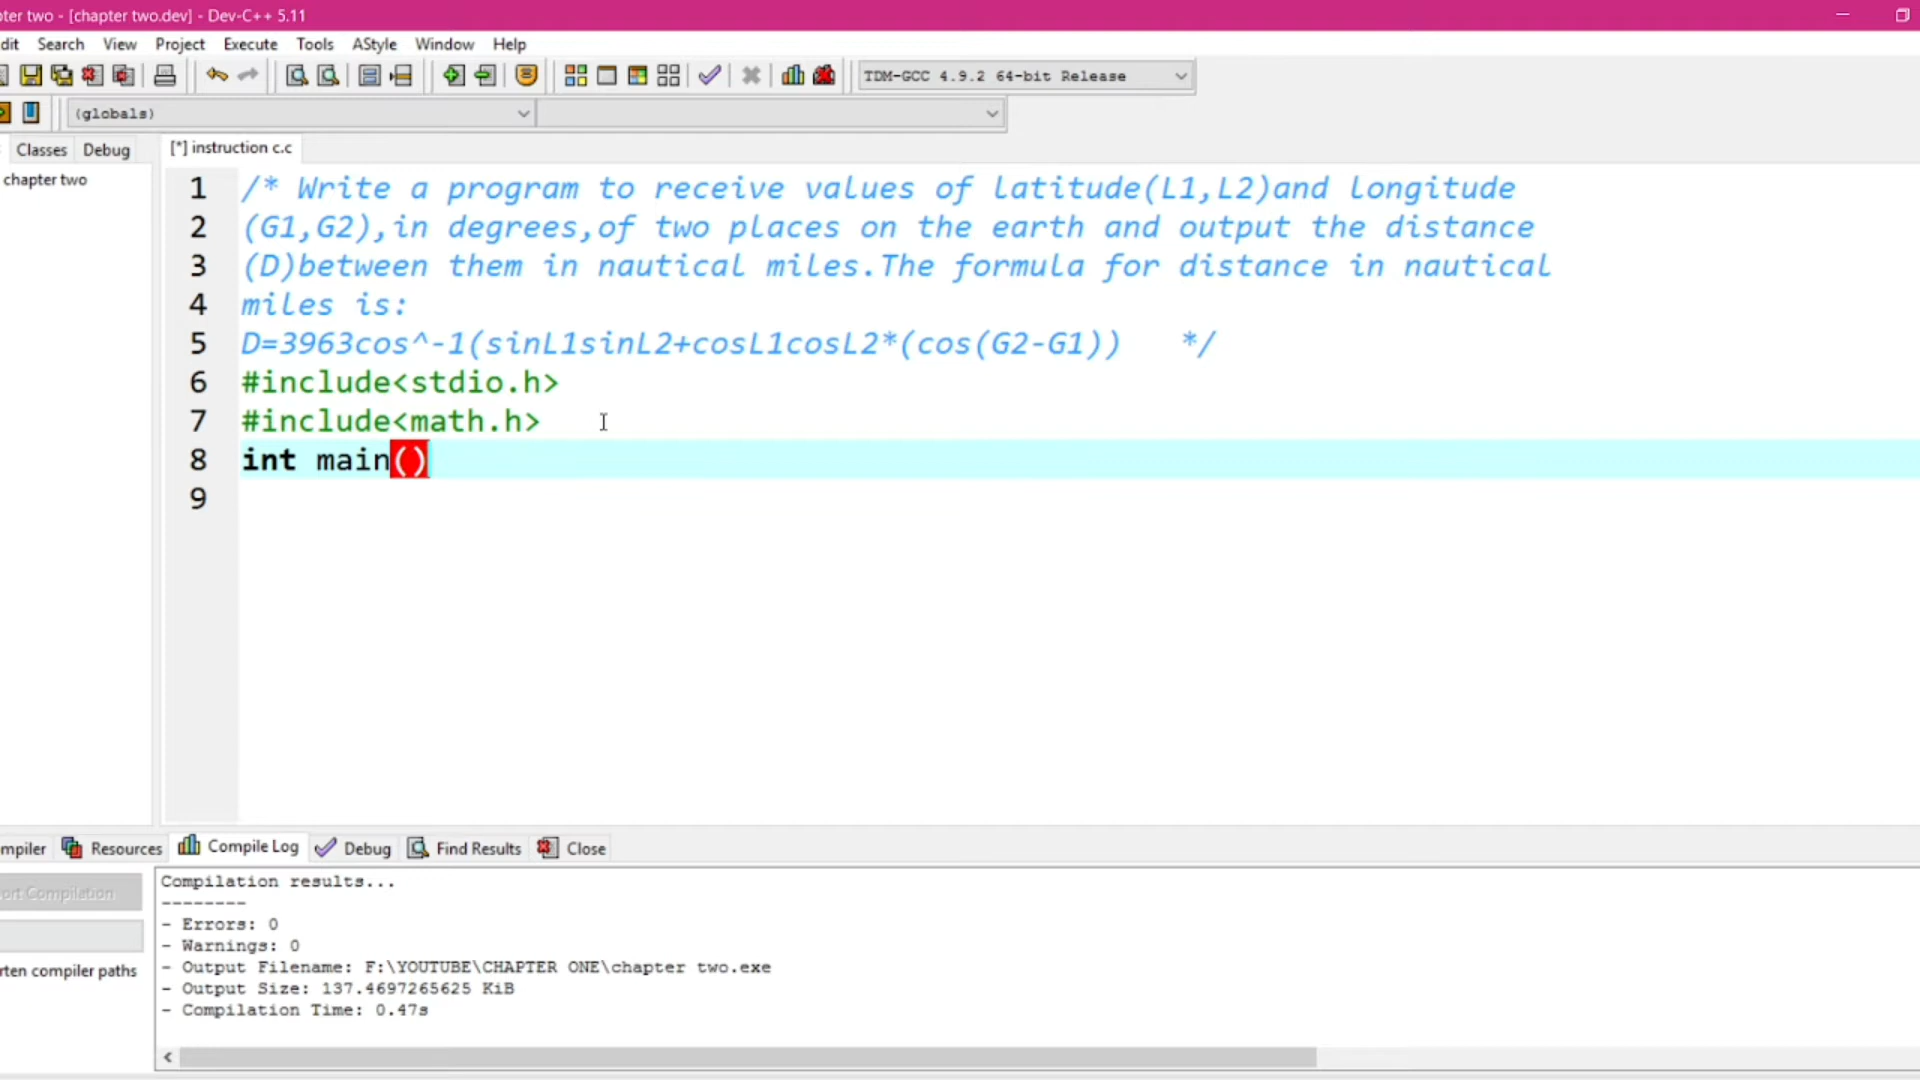 ter two - [chapter two.dev] - Dev-C++ 5.11
dit Search View Project Execute Tools AStyle Window Help
TDM-GCC 4.9.2 64-bit Release
(globals)
Classes Debug [*] instruction c.c
chapter two
1 /* Write a program to receive values of latitude(L1,L2)and longitude
2 (G1,G2),in degrees,of two places on the earth and output the distance
3 (D)between them in nautical miles.The formula for distance in nautical
4 miles is:
5 D=3963cos^-1(sinL1sinL2+cosL1cosL2*(cos(G2-G1)) */
6 #include<stdio.h>
7 #include<math.h>
8 int main()
9
mpiler Resources Compile Log Debug Find Results Close
ort Compilation
rten compiler paths
Compilation results...
--------
- Errors: 0
- Warnings: 0
- Output Filename: F:\YOUTUBE\CHAPTER ONE\chapter two.exe
- Output Size: 137.4697265625 KiB
- Compilation Time: 0.47s